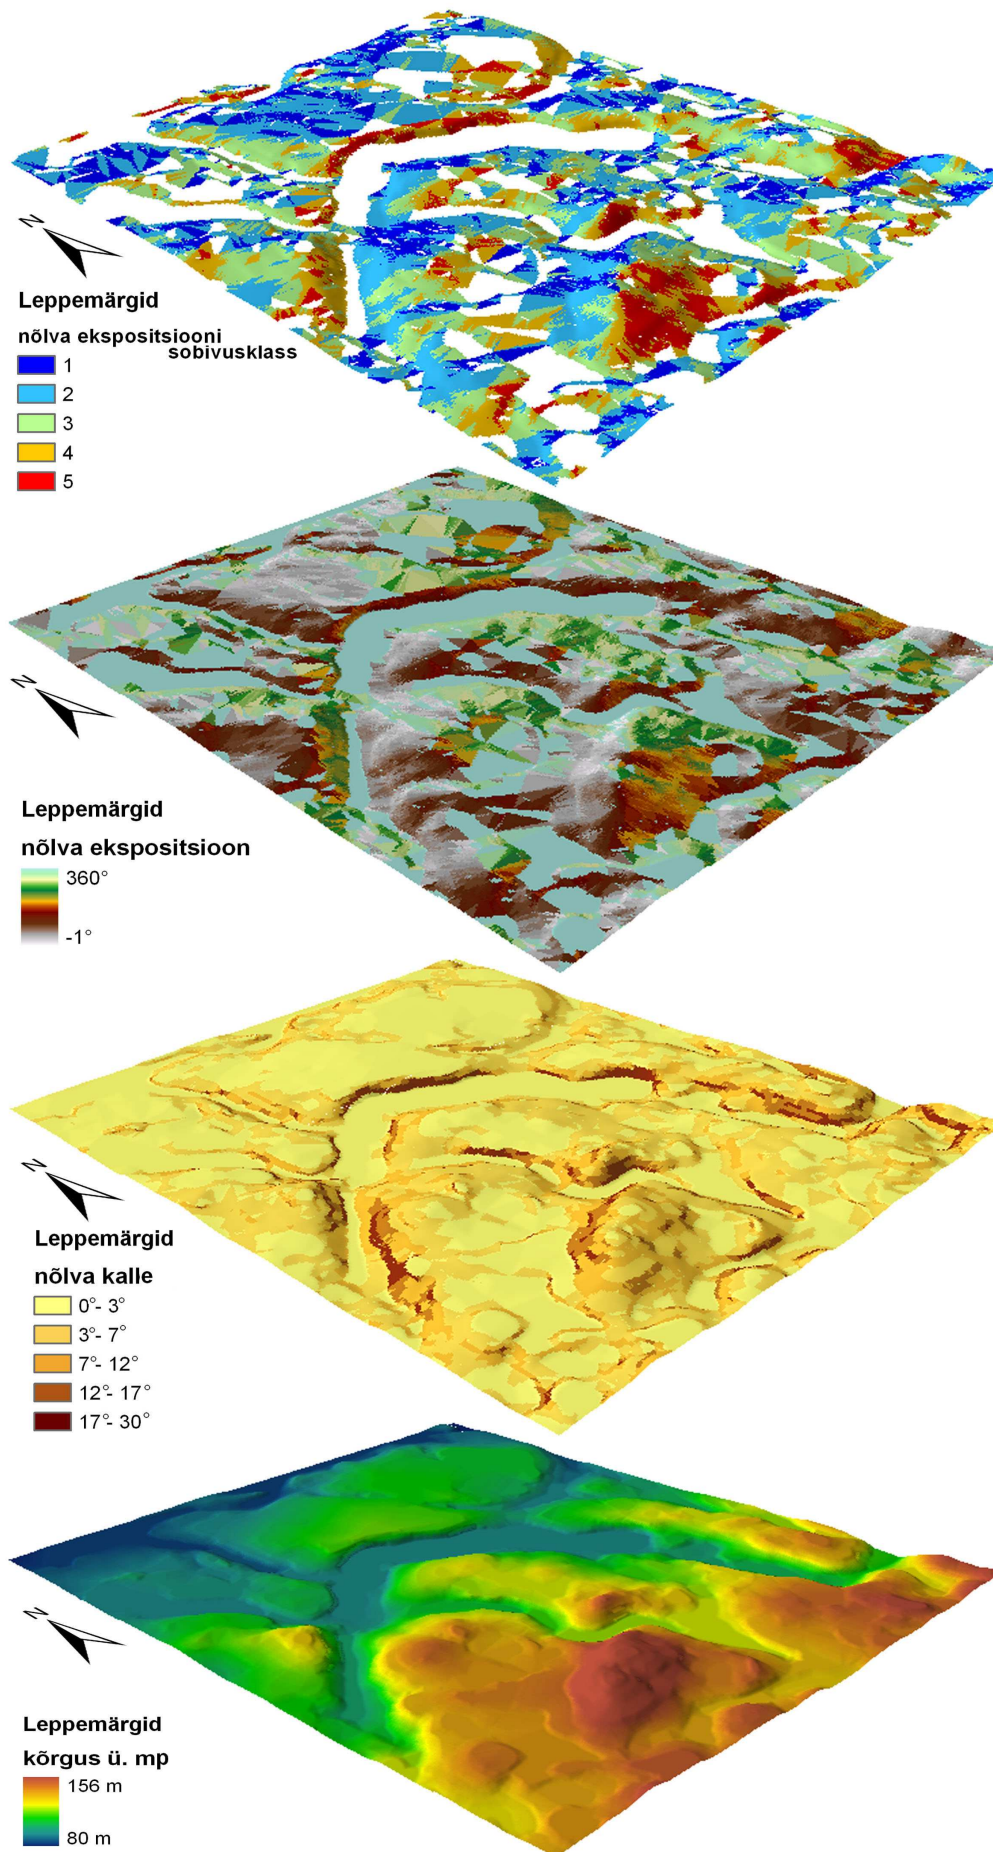 N
Leppemärgid
nõlva ekspositsiooni
sobivusklass
1
2
3
4
5
N
Leppemärgid
nõlva ekspositsioon
360°
-1°
N
Leppemärgid
nõlva kalle
0°- 3°
3°- 7°
7°- 12°
12°- 17°
17°- 30°
N
Leppemärgid
kõrgus ü. mp
156 m
80 m